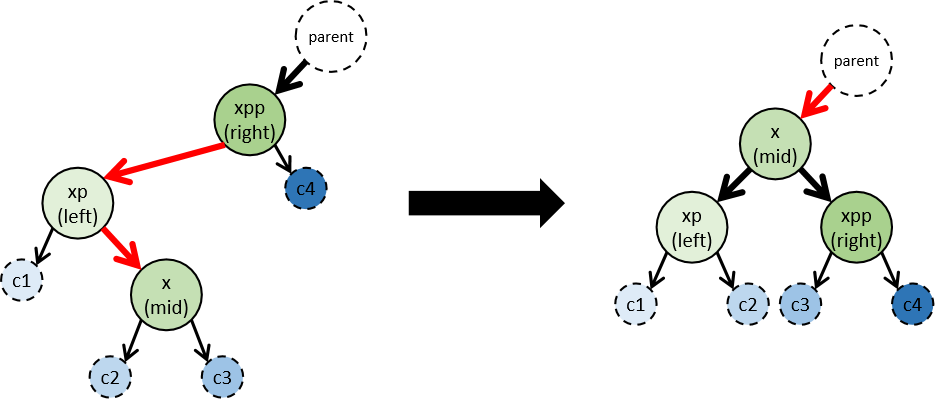 parent
xpp
(right)
xp
(left)
c4
c1
x
(mid)
c2
c3
parent
x
(mid)
xp
(left)
xpp
(right)
c1
c2
c3
c4